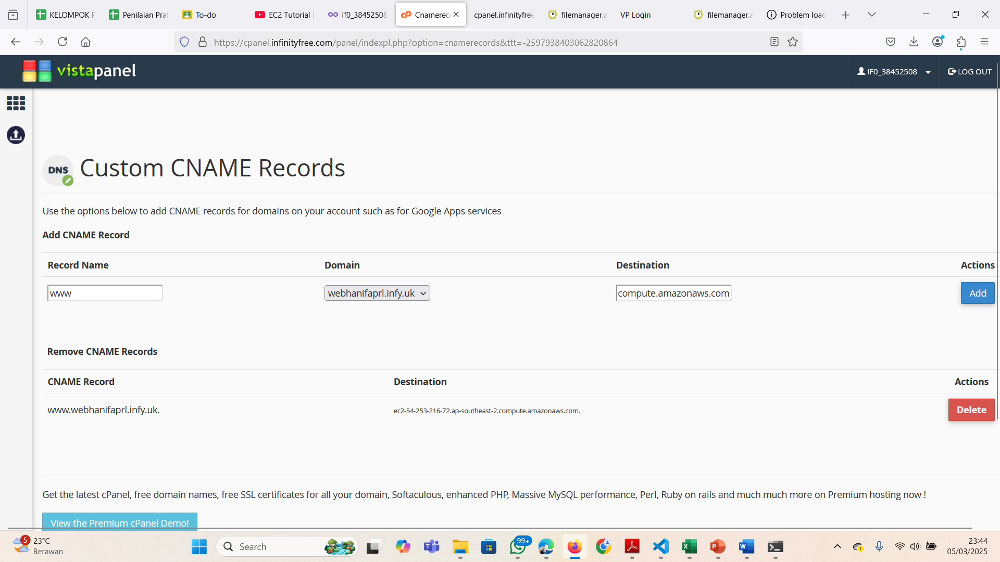 KELOMPOK P
Penilaian Pral
To-do
EC2 Tutorial |
if0_38452508
Cnamerec
cpanel.infinityfree
filemanager.a
VP Login
filemanager.a
Problem load
https://cpanel.infinityfree.com/panel/indexpl.php?option=cnamerecords&ttt=-2597938403062820864
vistapanel
IF0_38452508
LOG OUT
DNS
Custom CNAME Records
Use the options below to add CNAME records for domains on your account such as for Google Apps services
Add CNAME Record
Record Name Domain Destination Actions
www webhanifaprl.infy.uk compute.amazonaws.com Add
Remove CNAME Records
CNAME Record Destination Actions
www.webhanifaprl.infy.uk. ec2-54-253-216-72.ap-southeast-2.compute.amazonaws.com. Delete
Get the latest cPanel, free domain names, free SSL certificates for all your domain, Softaculous, enhanced PHP, Massive MySQL performance, Perl, Ruby on rails and much much more on Premium hosting now !
View the Premium cPanel Demo!
5
23°C
Berawan
Search
99+
23:44
05/03/2025